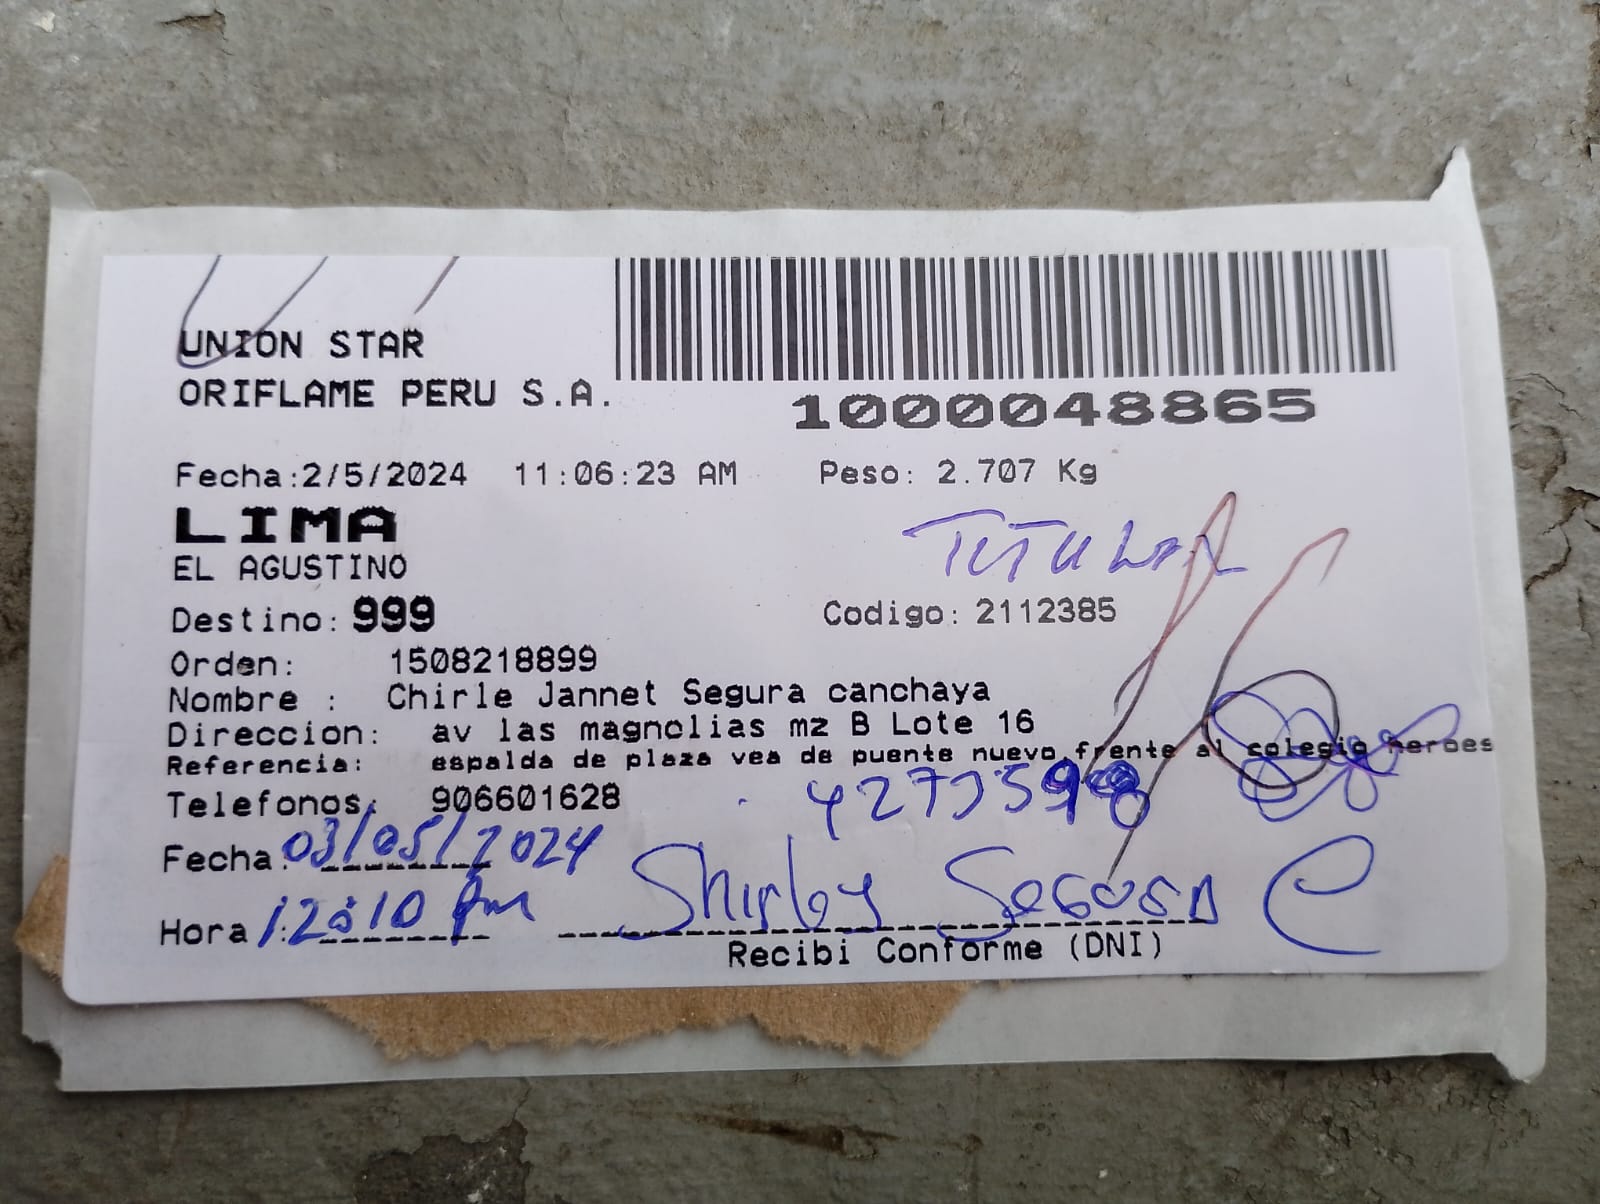 UNION STAR
ORIFLAME PERU S.A.
1000048865
Fecha:2/5/2024 11:06:23 AM Peso: 2.707 Kg
LIMA
TITULAR
EL AGUSTINO
Destino: 999 Codigo: 2112385
Orden: 1508218899
Nombre : Chirle Jannet Segura canchaya
Direccion: av las magnolias mz B Lote 16
Referencia: espalda de plaza vea de puente nuevo,frente al colegio heroes
Telefonos: 906601628
Fecha: 03/05/2024
Hora : 12:10 pm Shirley Segura C
Recibi Conforme (DNI)